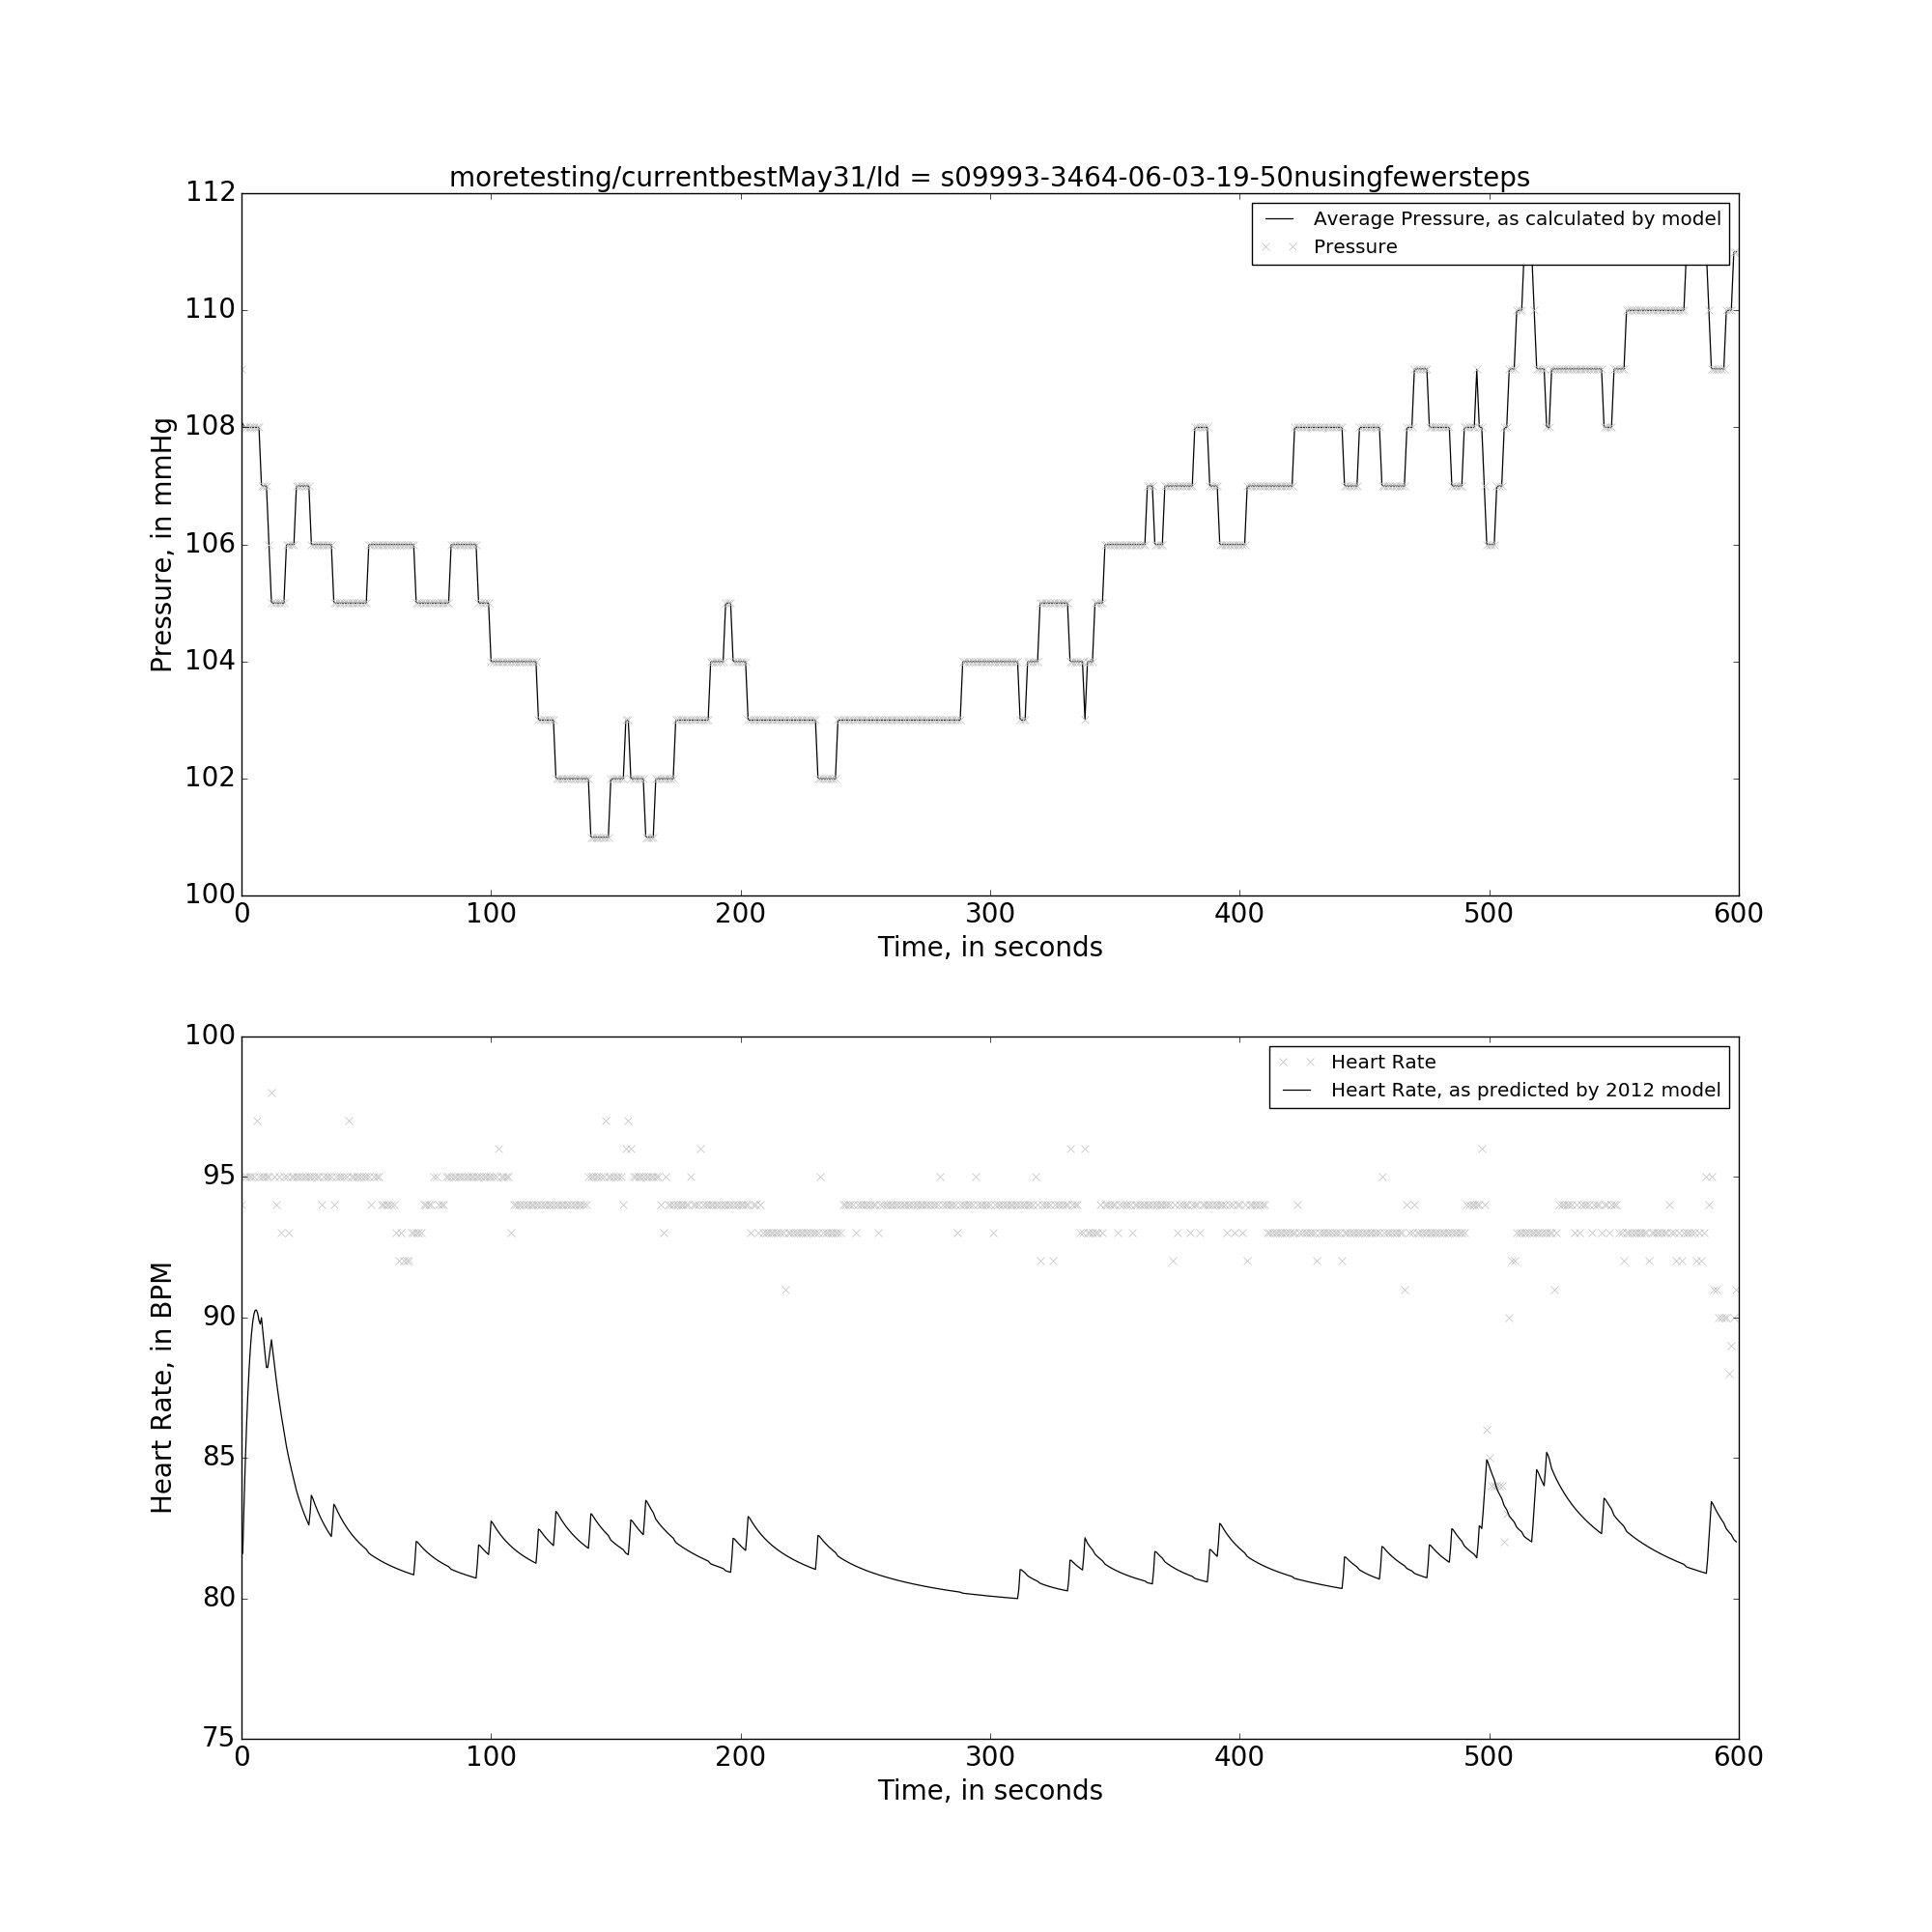 moretesting/currentbestMay31/Id = s09993-3464-06-03-19-50nusingfewersteps
112
110
108
106
104
102
100
Pressure, in mmHg
Average Pressure, as calculated by model
Pressure
0 100 200 300 400 500 600
Time, in seconds
100
95
90
85
80
75
Heart Rate, in BPM
Heart Rate
Heart Rate, as predicted by 2012 model
0 100 200 300 400 500 600
Time, in seconds